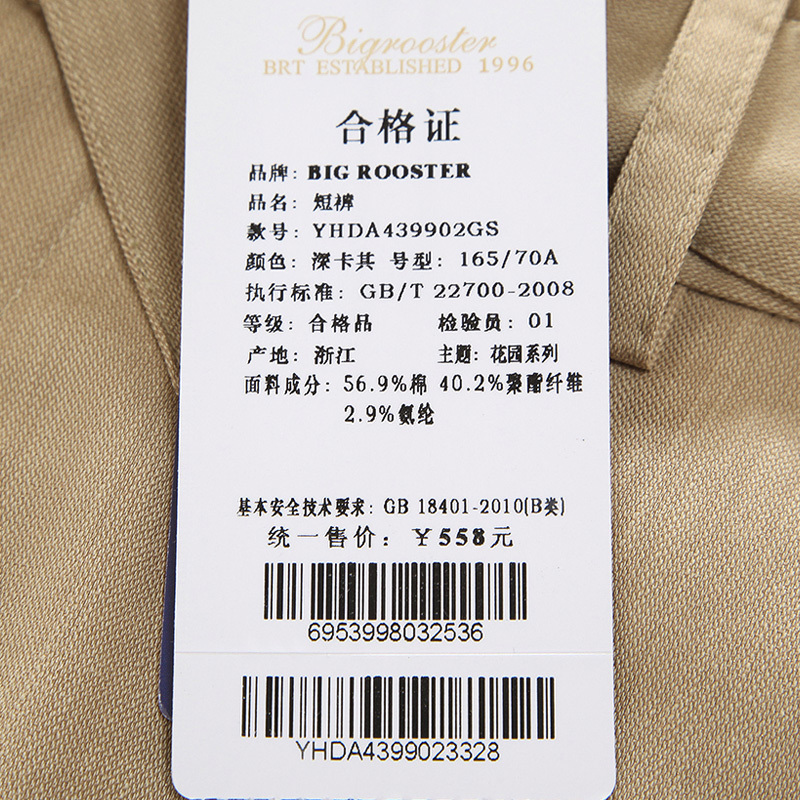 Bigrooster
BRT ESTABLISHED 1996
合格证
品牌: BIG ROOSTER
品名: 短裤
款号: YHDA439902GS
颜色: 深卡其 号型: 165/70A
执行标准: GB/T 22700-2008
等级: 合格品 检验员: 01
产地: 浙江 主题: 花园系列
面料成分: 56.9%棉 40.2%聚酯纤维
2.9%氨纶
基本安全技术要求: GB 18401-2010(B类)
统一售价: ￥558元
6953998032536
YHDA4399023328